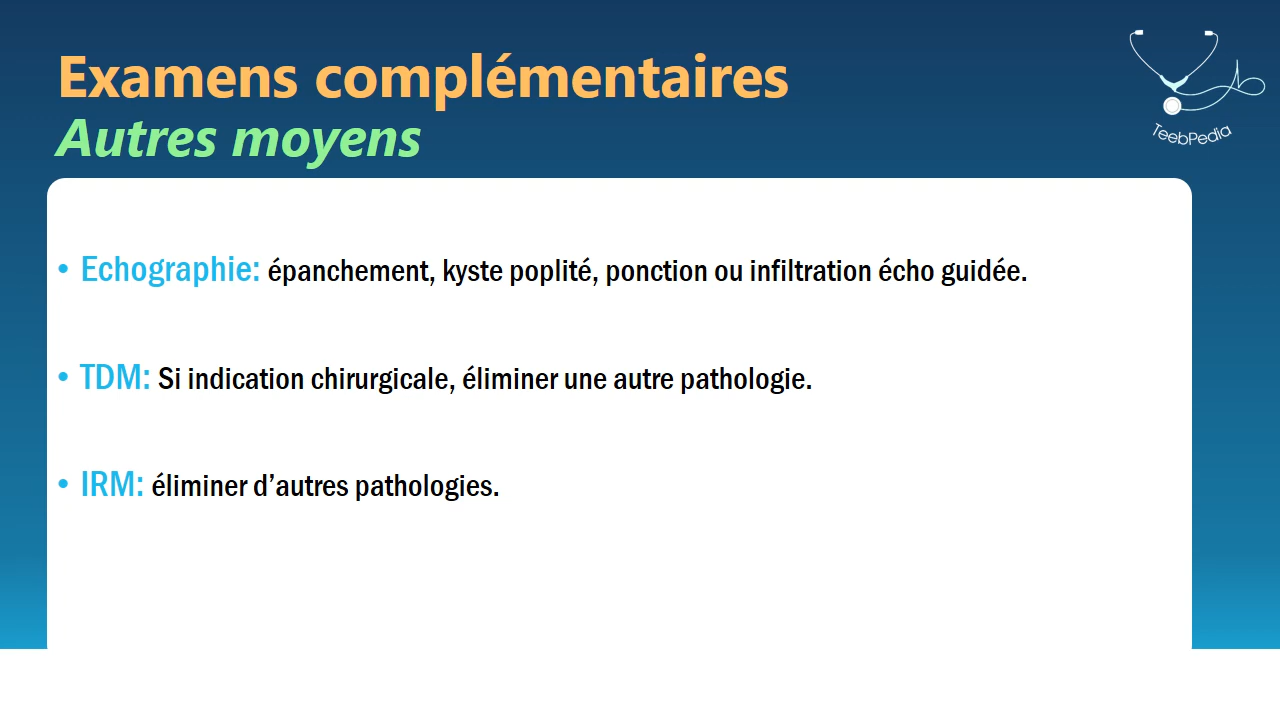 Examens complémentaires
Autres moyens
TeebPedia
• Echographie: épanchement, kyste poplité, ponction ou infiltration écho guidée.
• TDM: Si indication chirurgicale, éliminer une autre pathologie.
• IRM: éliminer d’autres pathologies.